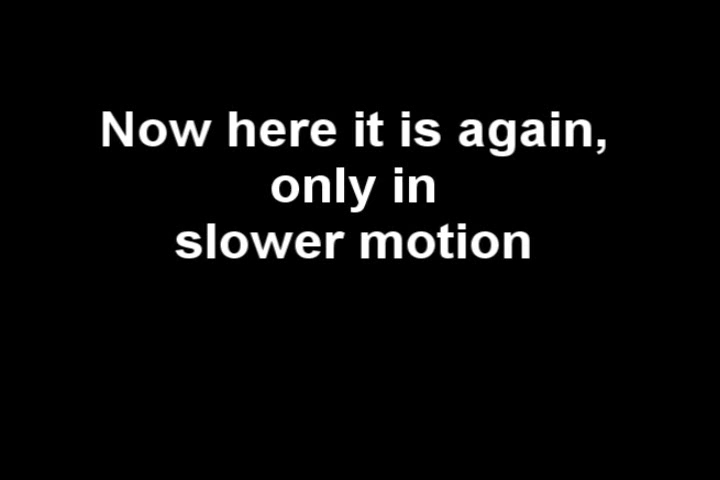 Now here it is again,
only in
slower motion